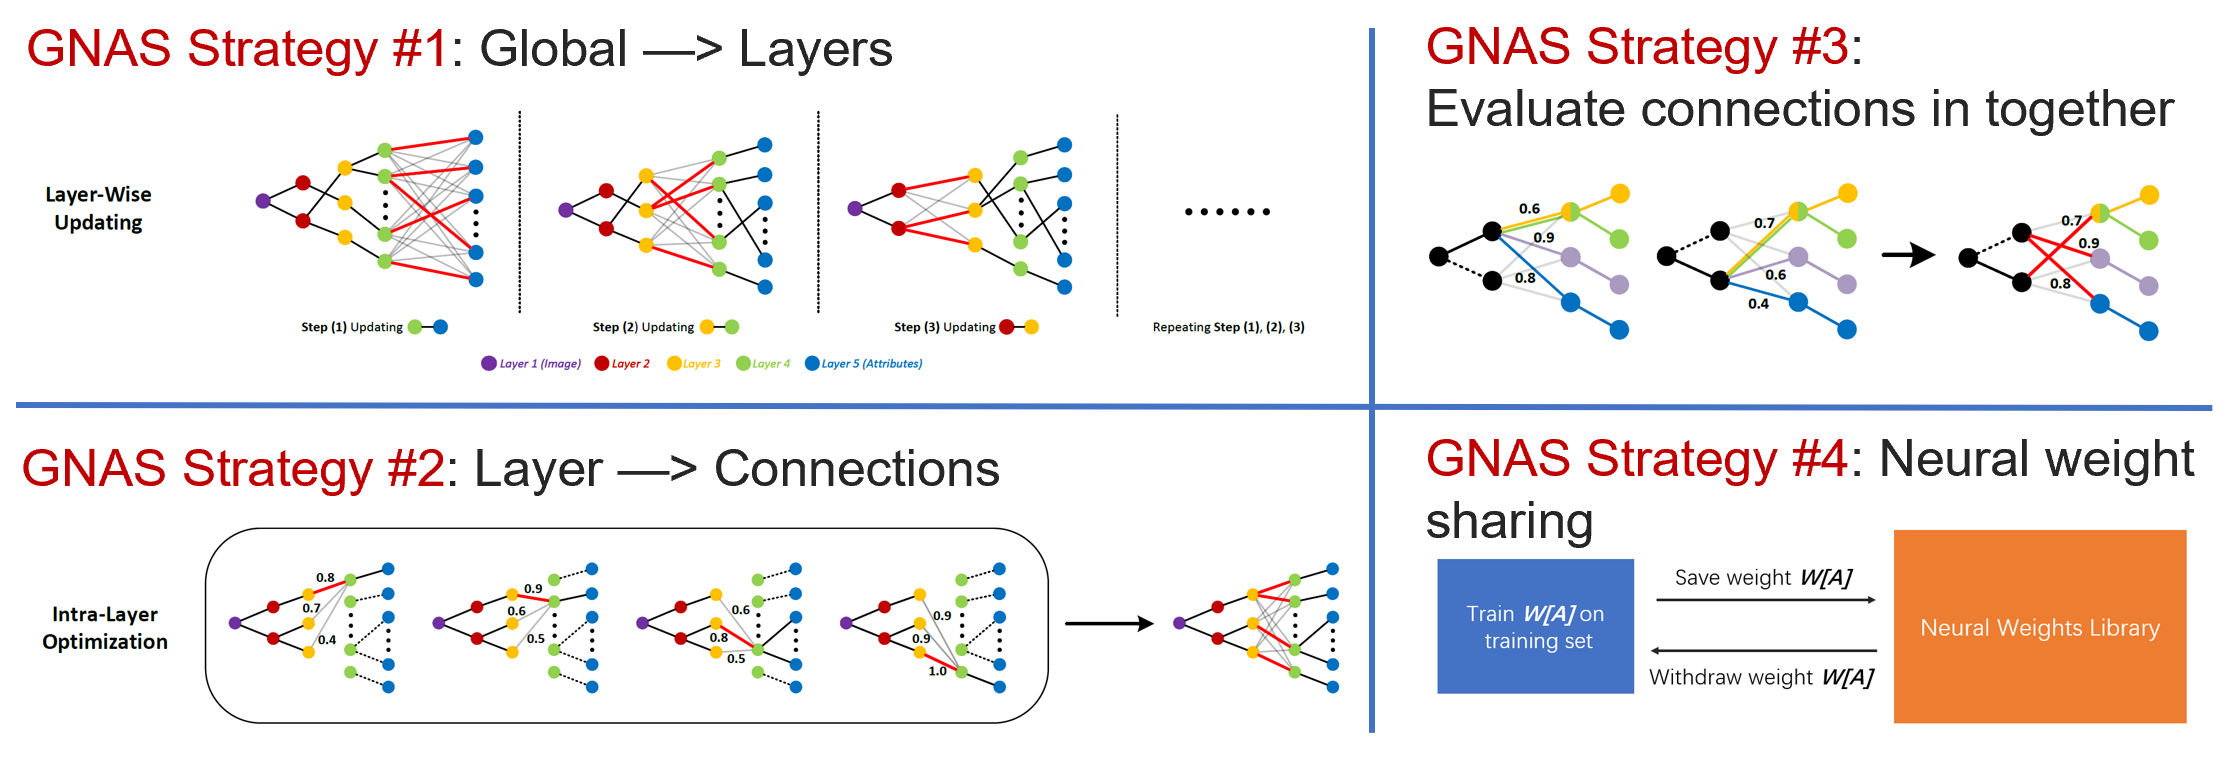 GNAS Strategy #1: Global —> Layers
Layer-Wise
Updating
Step (1) Updating
Step (2) Updating
Step (3) Updating
Repeating Step (1), (2), (3)
Layer 1 (Image)
Layer 2
Layer 3
Layer 4
Layer 5 (Attributes)
GNAS Strategy #3:
Evaluate connections in together
0.6
0.9
0.8
0.7
0.6
0.4
0.7
0.9
0.8
GNAS Strategy #2: Layer —> Connections
Intra-Layer
Optimization
0.8
0.7
0.4
0.9
0.6
0.5
0.6
0.8
0.5
0.9
0.9
1.0
GNAS Strategy #4: Neural weight
sharing
Train W[A] on
training set
Save weight W[A]
Withdraw weight W[A]
Neural Weights Library